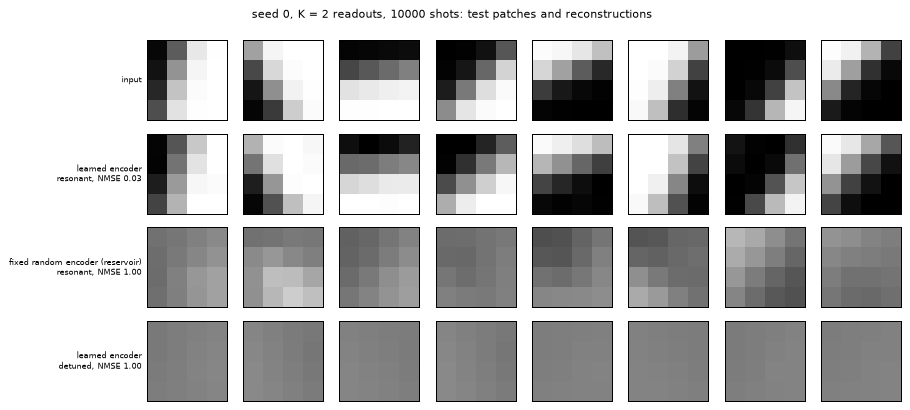 seed 0, K = 2 readouts, 10000 shots: test patches and reconstructions
input
learned encoder
resonant, NMSE 0.03
fixed random encoder (reservoir)
resonant, NMSE 1.00
learned encoder
detuned, NMSE 1.00